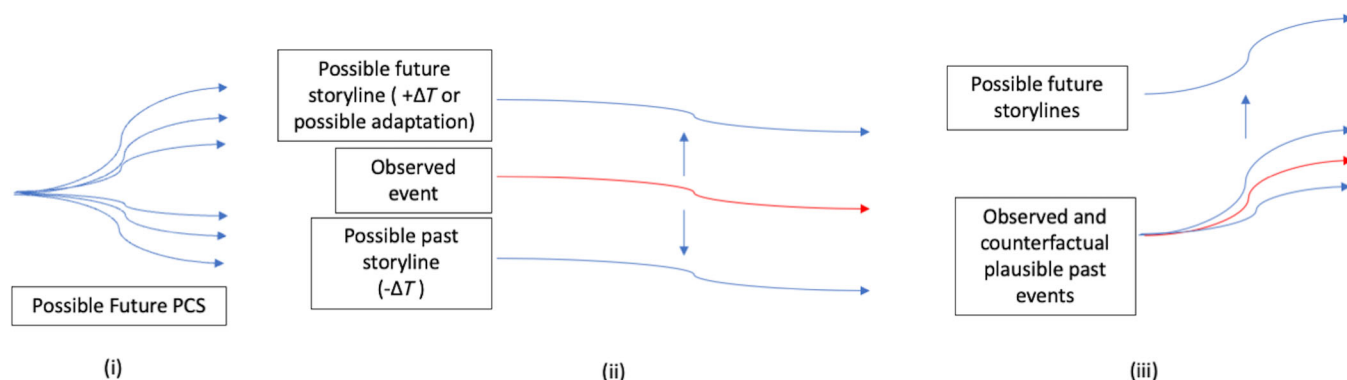 Possible Future PCS
(i)
Possible future
storyline ( +ΔT or
possible adaptation)
Observed
event
Possible past
storyline
(-ΔT )
(ii)
Possible future
storylines
Observed and
counterfactual
plausible past
events
(iii)